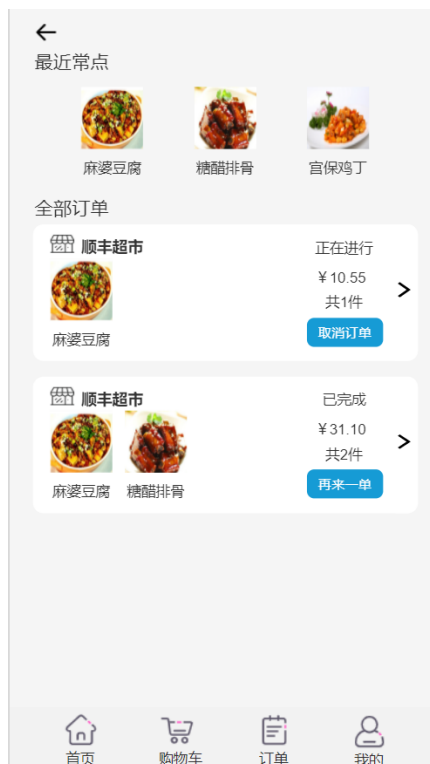 最近常点
麻婆豆腐 糖醋排骨 宫保鸡丁
全部订单
顺丰超市 正在进行
￥10.55
共1件
取消订单
麻婆豆腐
顺丰超市 已完成
￥31.10
共2件
再来一单
麻婆豆腐 糖醋排骨
首页 购物车 订单 我的